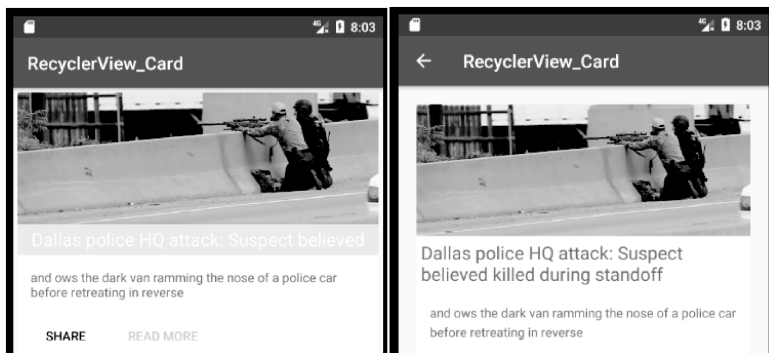 4G 8:03
RecyclerView_Card
Dallas police HQ attack: Suspect believed
and ows the dark van ramming the nose of a police car
before retreating in reverse
SHARE READ MORE
4G 8:03
RecyclerView_Card
Dallas police HQ attack: Suspect
believed killed during standoff
and ows the dark van ramming the nose of a police car
before retreating in reverse